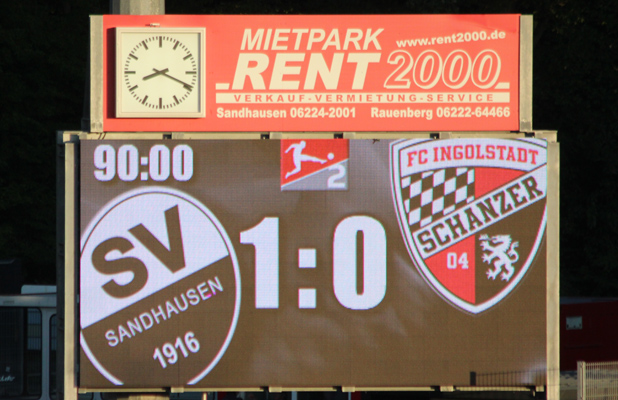 MIETPARK
www.rent2000.de
RENT 2000
VERKAUF-VERMIETUNG-SERVICE
Sandhausen 06224-2001 Rauenberg 06222-64466
90:00
2
FC INGOLSTADT
SCHANZER
04
SV
SANDHAUSEN
1916
1:0